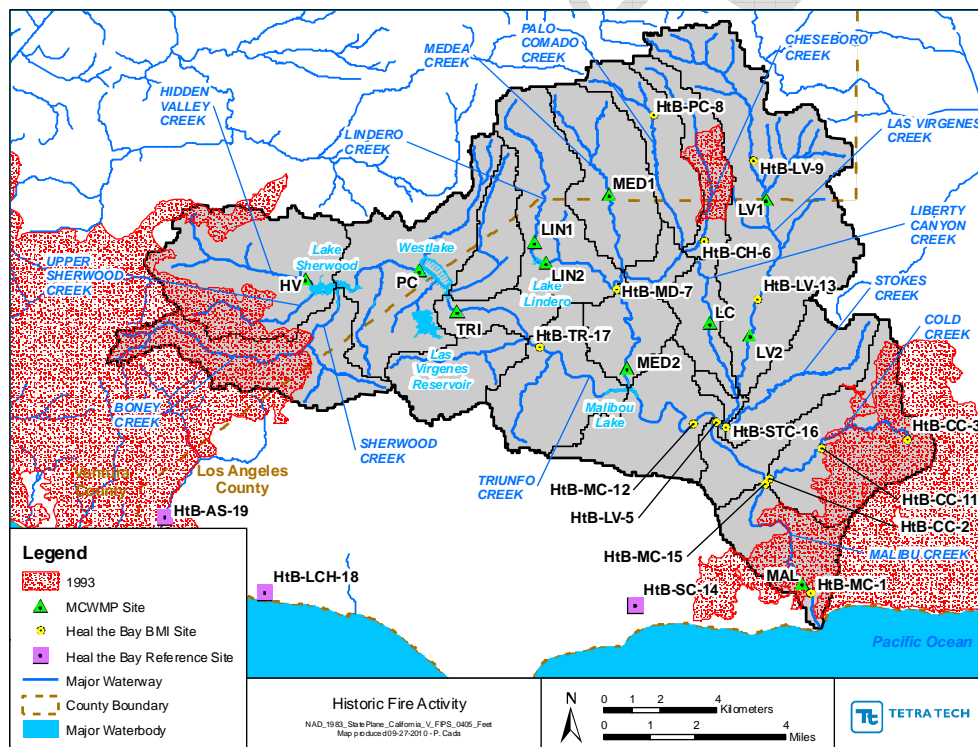 PALO
COMADO
CREEK
CHESEBORO
CREEK
MEDEA
CREEK
HIDDEN
VALLEY
CREEK
LINDERO
CREEK
HtB-PC-8
LAS VIRGENES
CREEK
HtB-LV-9
MED1
LV1
LIBERTY
CANYON
CREEK
UPPER
SHERWOOD
CREEK
Lake
Sherwood
HV
Westlake
PC
LIN1
LIN2
Lake
Lindero
HtB-CH-6
HtB-MD-7
HtB-LV-13
STOKES
CREEK
COLD
CREEK
TRI
LC
LV2
HtB-TR-17
Las
Virgenes
Reservoir
MED2
Malibou
Lake
BONEY
CREEK
SHERWOOD
CREEK
TRIUNFO
CREEK
HtB-STC-16
HtB-CC-3
HtB-MC-12
HtB-LV-5
HtB-CC-11
HtB-CC-2
HtB-MC-15
MALIBU CREEK
Ventura
County
Los Angeles
County
HtB-AS-19
HtB-LCH-18
HtB-SC-14
MAL
HtB-MC-1
Pacific Ocean
Legend
1993
MCWMP Site
Heal the Bay BMI Site
Heal the Bay Reference Site
Major Waterway
County Boundary
Major Waterbody
Historic Fire Activity
NAD_1983_StatePlane_California_V_FIPS_0405_Feet
Map produced 09-27-2010 - P. Cada
N
0 1 2 4
Kilometers
0 1 2 4
Miles
Tt
TETRA TECH